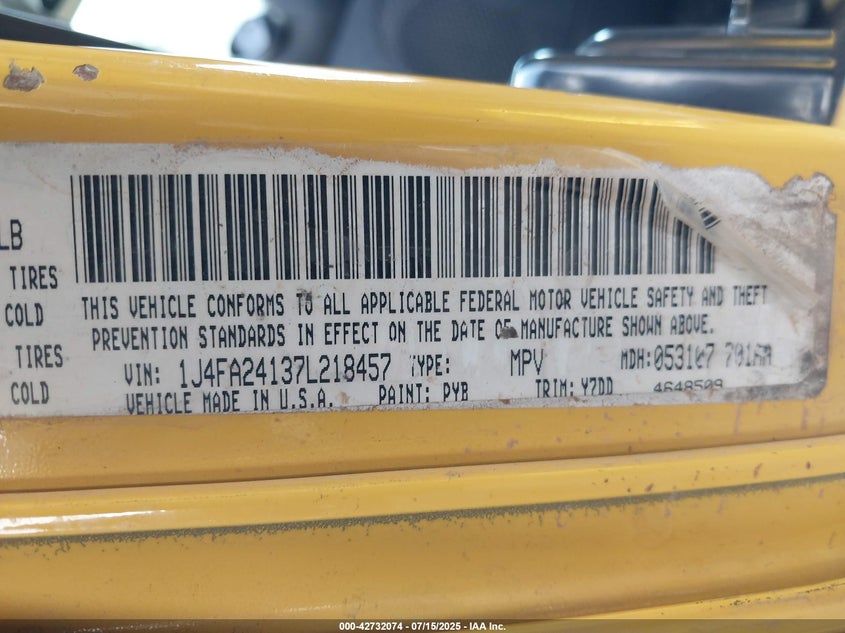 LB
TIRES
COLD
TIRES
COLD
THIS VEHICLE CONFORMS TO ALL APPLICABLE FEDERAL MOTOR VEHICLE SAFETY AND THEFT
PREVENTION STANDARDS IN EFFECT ON THE DATE OF MANUFACTURE SHOWN ABOVE.
VIN: 1J4FA24137L218457 TYPE: MPV MDH:053107
VEHICLE MADE IN U.S.A. PAINT: PYB TRIM: Y7DD 4648509
000-42732074 - 07/15/2025 - IAA Inc.